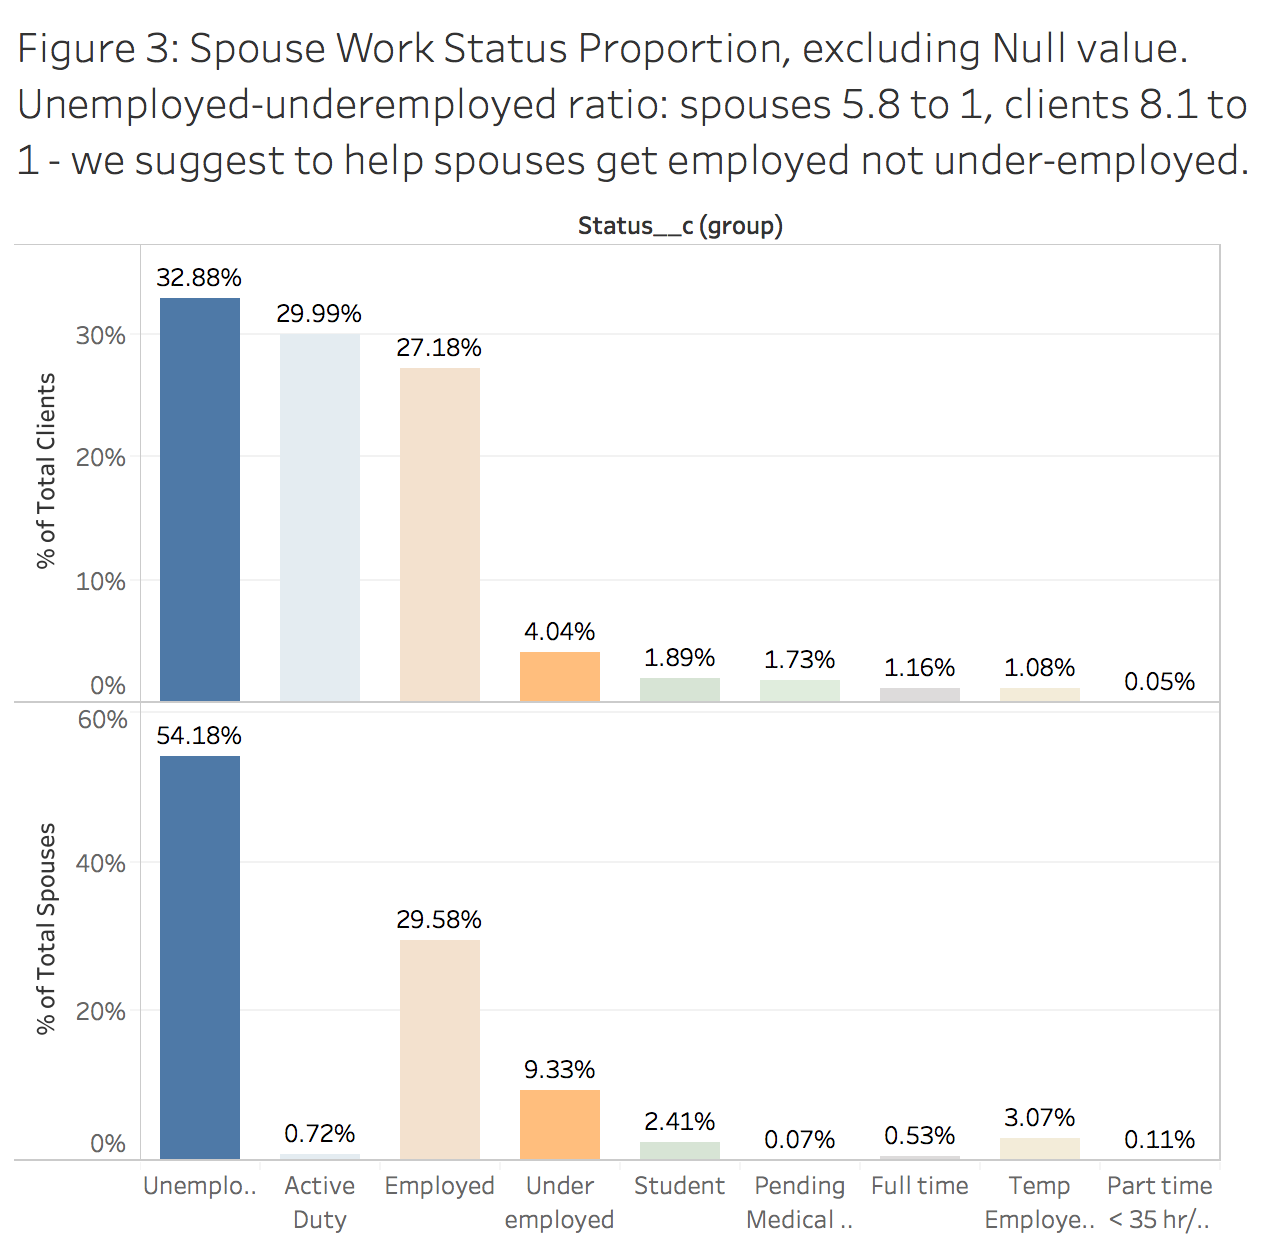 Figure 3: Spouse Work Status Proportion, excluding Null value.
Unemployed-underemployed ratio: spouses 5.8 to 1, clients 8.1 to
1 - we suggest to help spouses get employed not under-employed.
Status__c (group)
% of Total Clients
30%
20%
10%
0%
32.88%
29.99%
27.18%
4.04%
1.89%
1.73%
1.16%
1.08%
0.05%
% of Total Spouses
60%
40%
20%
0%
54.18%
0.72%
29.58%
9.33%
2.41%
0.07%
0.53%
3.07%
0.11%
Unemplo..
Active
Duty
Employed
Under
employed
Student
Pending
Medical ..
Full time
Temp
Employe..
Part time
< 35 hr/..